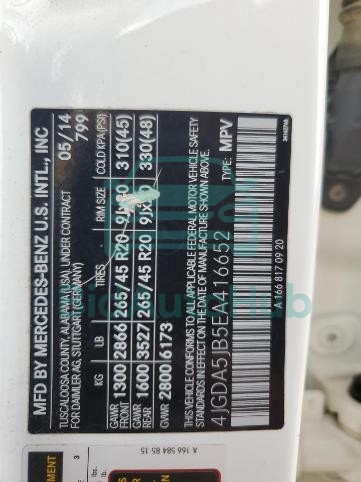 MFD BY MERCEDES-BENZ U.S. INTL., INC
TUSCALOOSA COUNTY, ALABAMA (USA), UNDER CONTRACT 05/14
FOR DAIMLER AG, STUTTGART (GERMANY) 799
KG LB TIRES RIM SIZE COLD KPA (PSI)
GAWR FRONT 1300 2866 265/45 R20 310(45)
GAWR REAR 1600 3527 265/45 R20 330(48)
GVWR 2800 6173
THIS VEHICLE CONFORMS TO ALL APPLICABLE FEDERAL MOTOR VEHICLE SAFETY
STANDARDS IN EFFECT ON THE DATE OF MANUFACTURE SHOWN ABOVE.
4JGDA5JB5EA416652 TYPE: MPV
A 166 817 09 20
A 166 584 85 15